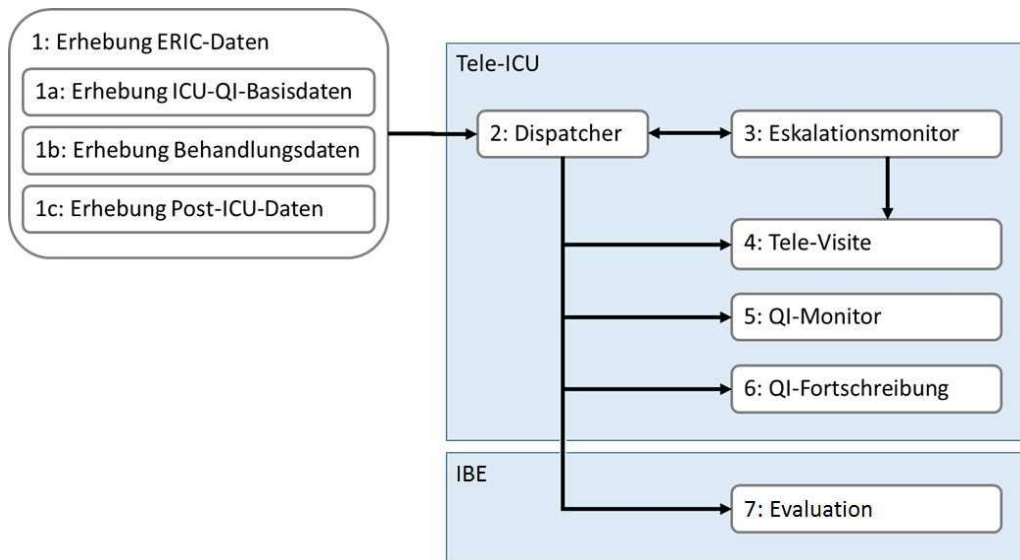 1: Erhebung ERIC-Daten
1a: Erhebung ICU-QI-Basisdaten
1b: Erhebung Behandlungsdaten
1c: Erhebung Post-ICU-Daten
Tele-ICU
2: Dispatcher
3: Eskalationsmonitor
4: Tele-Visite
5: QI-Monitor
6: QI-Fortschreibung
IBE
7: Evaluation